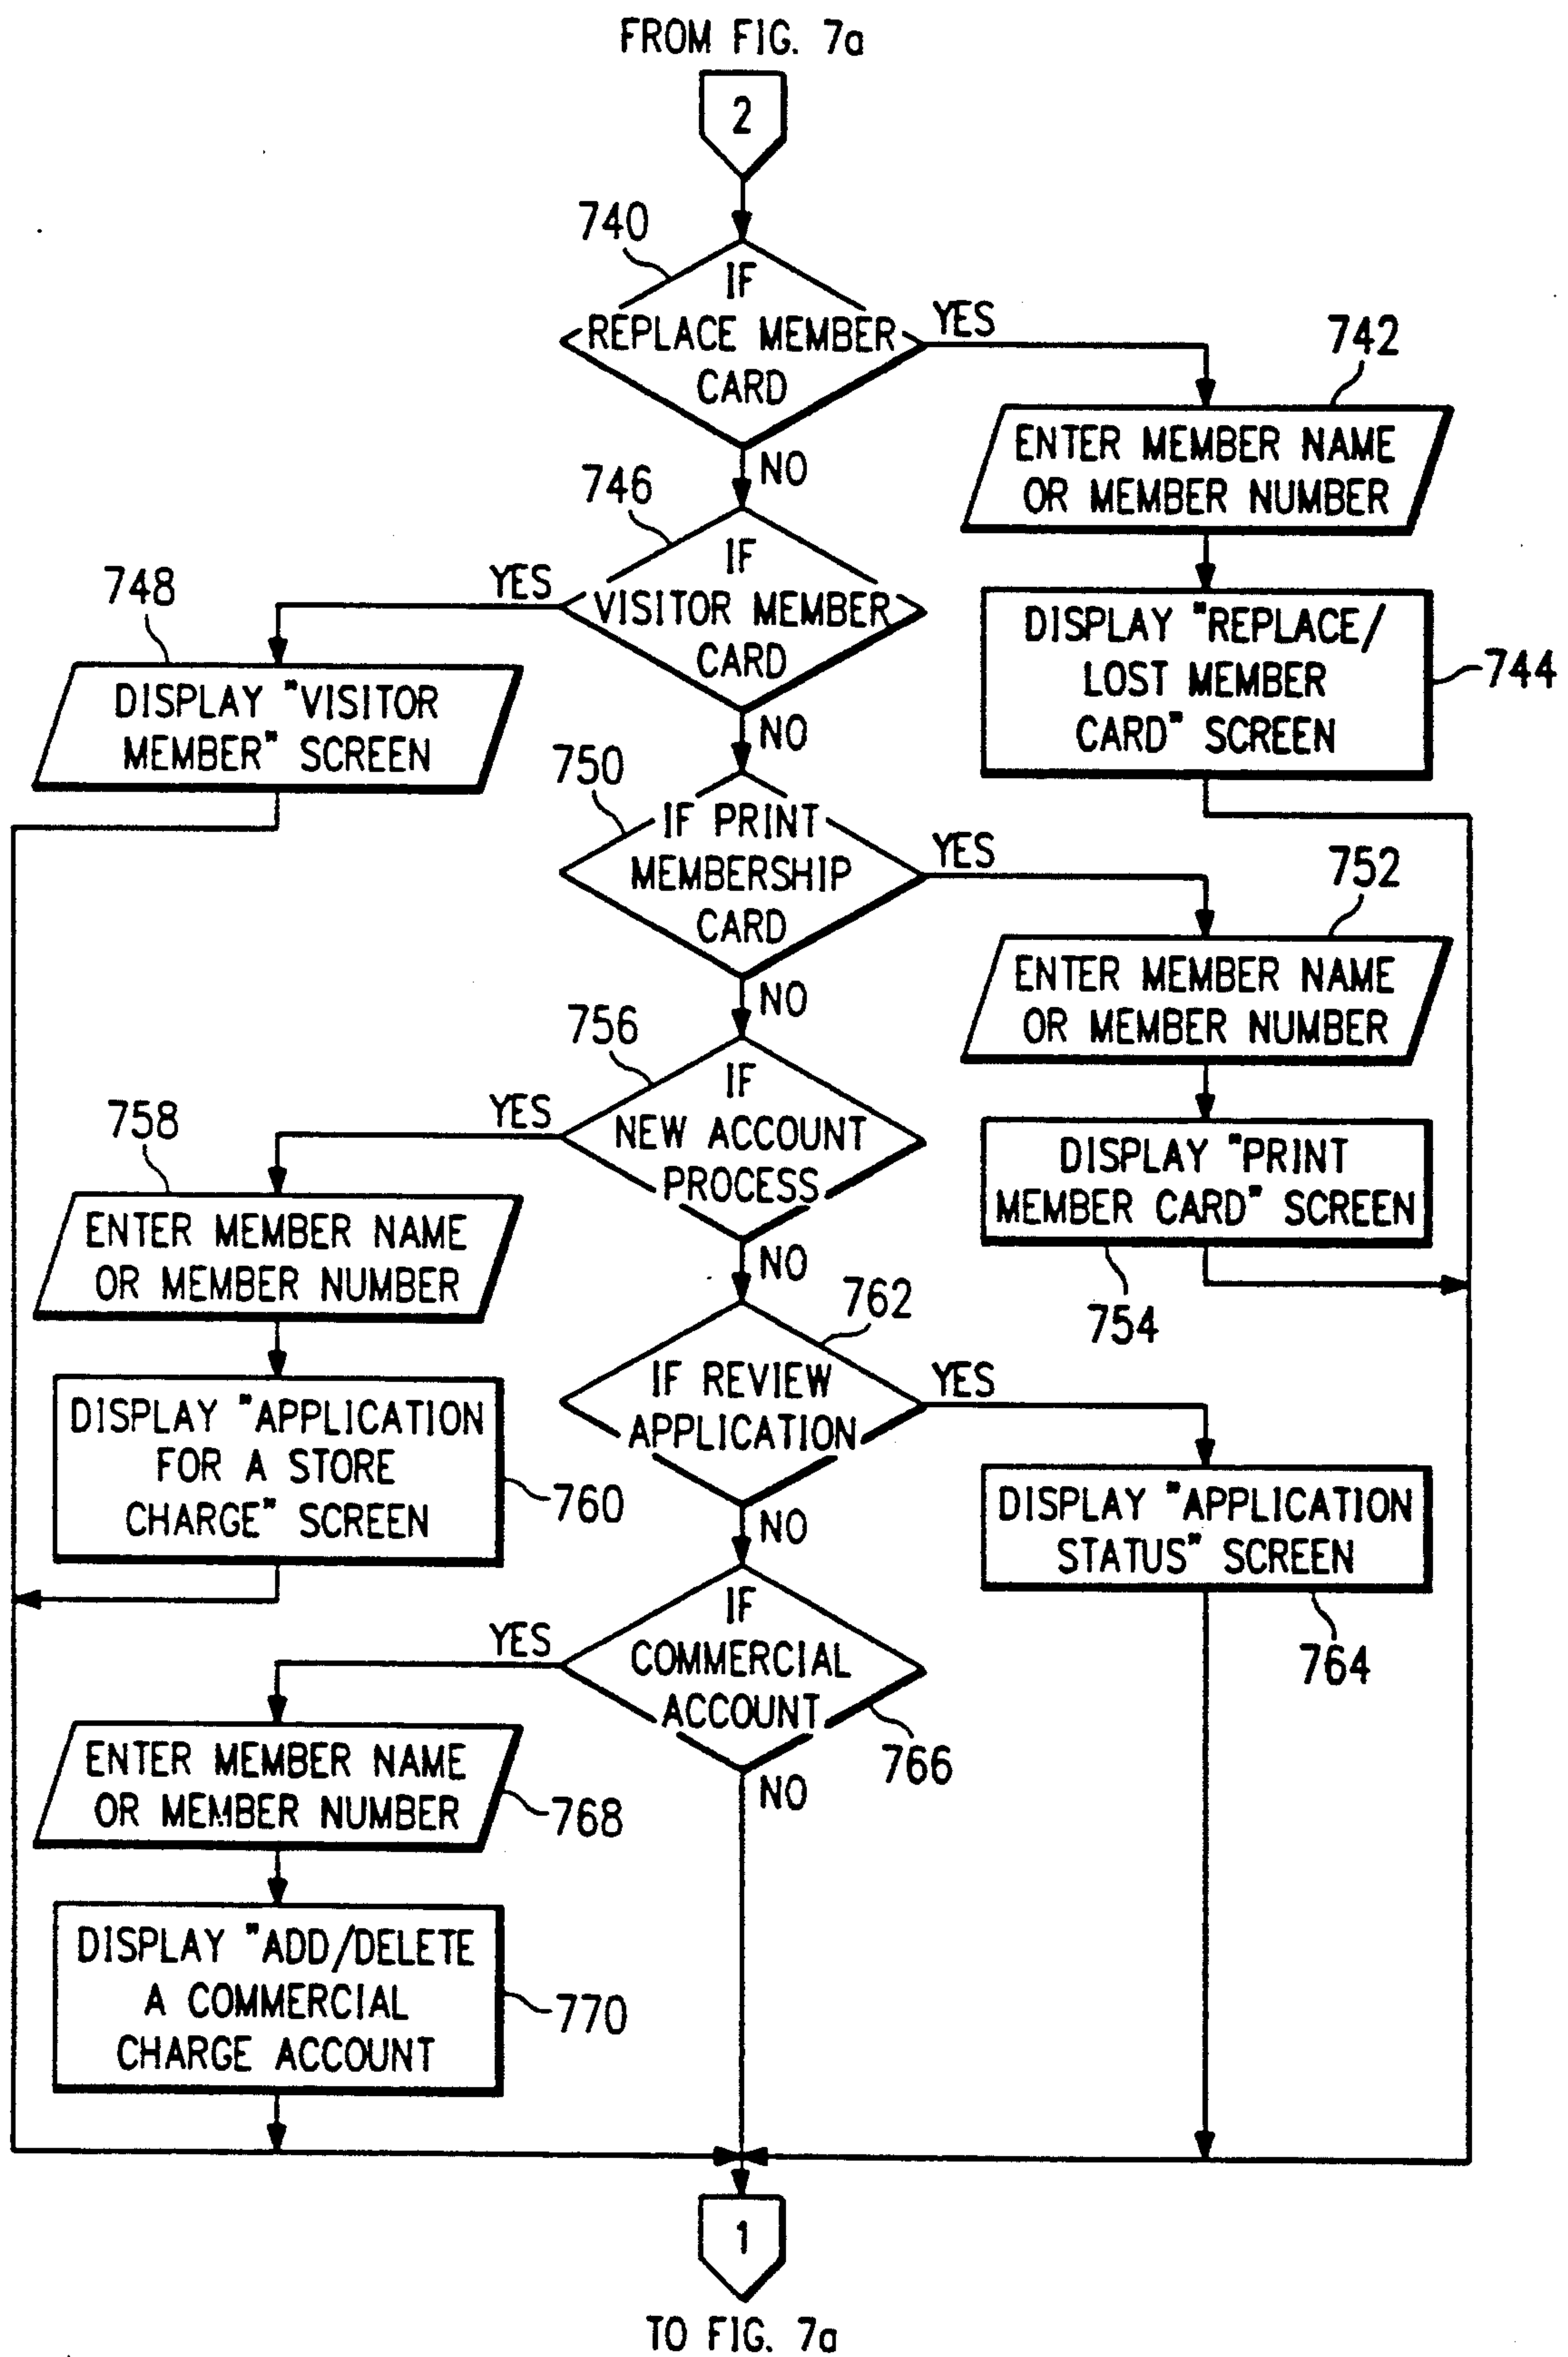 FROM FIG. 7a
2
740
IF
REPLACE MEMBER
CARD
YES
NO
742
ENTER MEMBER NAME
OR MEMBER NUMBER
DISPLAY "REPLACE/
LOST MEMBER
CARD" SCREEN
744
746
IF
VISITOR MEMBER
CARD
YES
NO
748
DISPLAY "VISITOR
MEMBER" SCREEN
750
IF PRINT
MEMBERSHIP
CARD
YES
NO
752
ENTER MEMBER NAME
OR MEMBER NUMBER
DISPLAY "PRINT
MEMBER CARD" SCREEN
754
756
IF
NEW ACCOUNT
PROCESS
YES
NO
758
ENTER MEMBER NAME
OR MEMBER NUMBER
DISPLAY "APPLICATION
FOR A STORE
CHARGE" SCREEN
760
762
IF REVIEW
APPLICATION
YES
NO
DISPLAY "APPLICATION
STATUS" SCREEN
764
IF
COMMERCIAL
ACCOUNT
766
YES
NO
ENTER MEMBER NAME
OR MEMBER NUMBER
768
DISPLAY "ADD/DELETE
A COMMERCIAL
CHARGE ACCOUNT
770
1
TO FIG. 7a